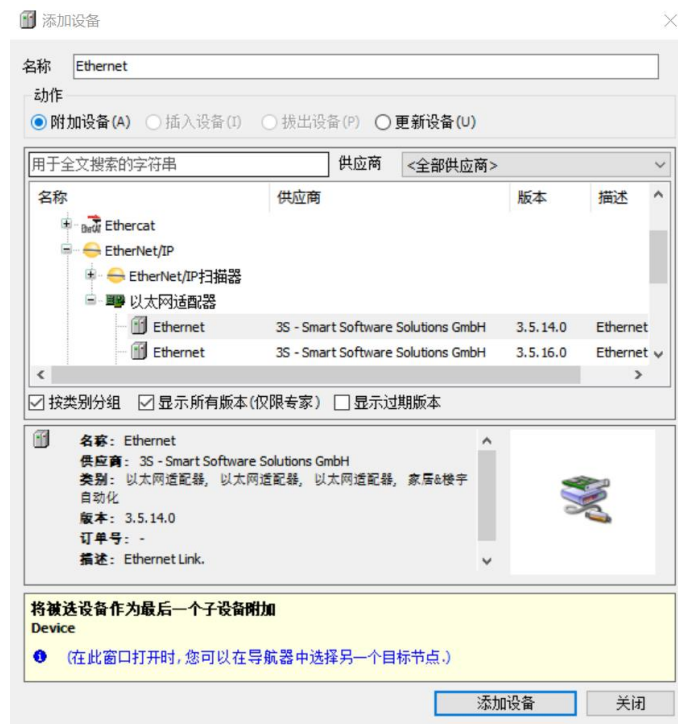 添加设备
名称 Ethernet
动作
附加设备(A) 插入设备(I) 拔出设备(P) 更新设备(U)
用于全文搜索的字符串 供应商 <全部供应商>
名称 供应商 版本 描述
Ethercat
EtherNet/IP
EtherNet/IP扫描器
以太网适配器
Ethernet 3S - Smart Software Solutions GmbH 3.5.14.0 Ethernet
Ethernet 3S - Smart Software Solutions GmbH 3.5.16.0 Ethernet
按类别分组 显示所有版本(仅限专家) 显示过期版本
名称: Ethernet
供应商: 3S - Smart Software Solutions GmbH
类别: 以太网适配器, 以太网适配器, 以太网适配器, 家居&楼宇
自动化
版本: 3.5.14.0
订单号: -
描述: Ethernet Link.
将被选设备作为最后一个子设备附加
Device
(在此窗口打开时,您可以在导航器中选择另一个目标节点.)
添加设备 关闭